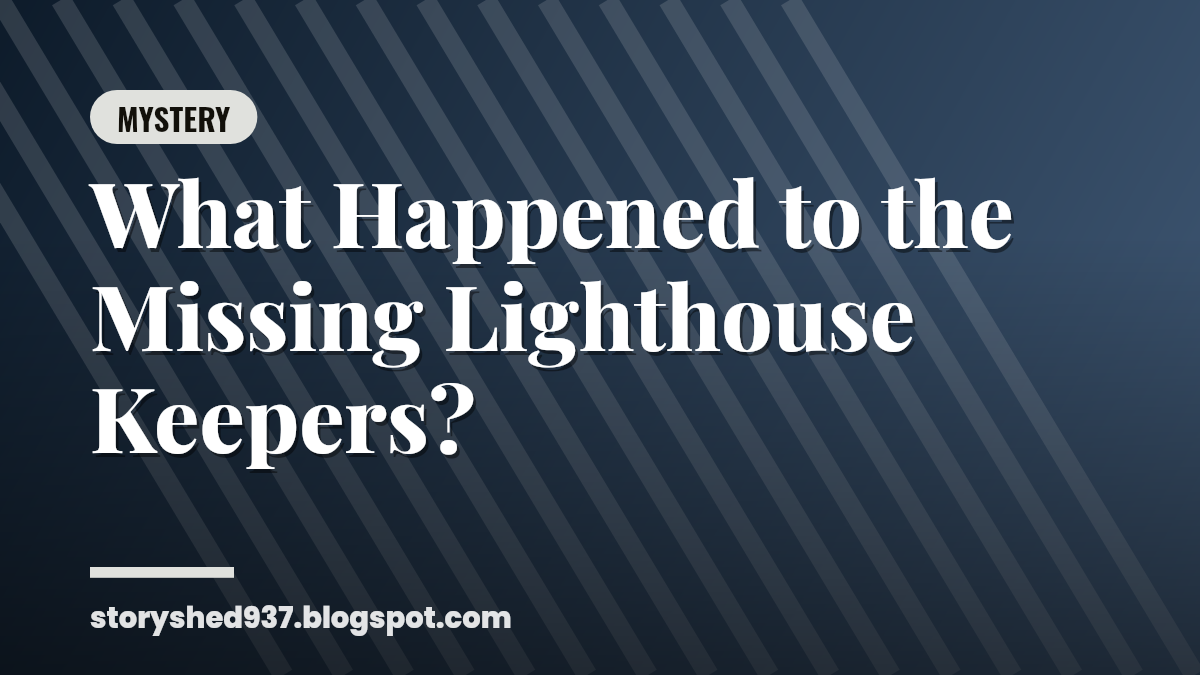 MYSTERY
What Happened to the
Missing Lighthouse
Keepers?
storyshed937.blogspot.com